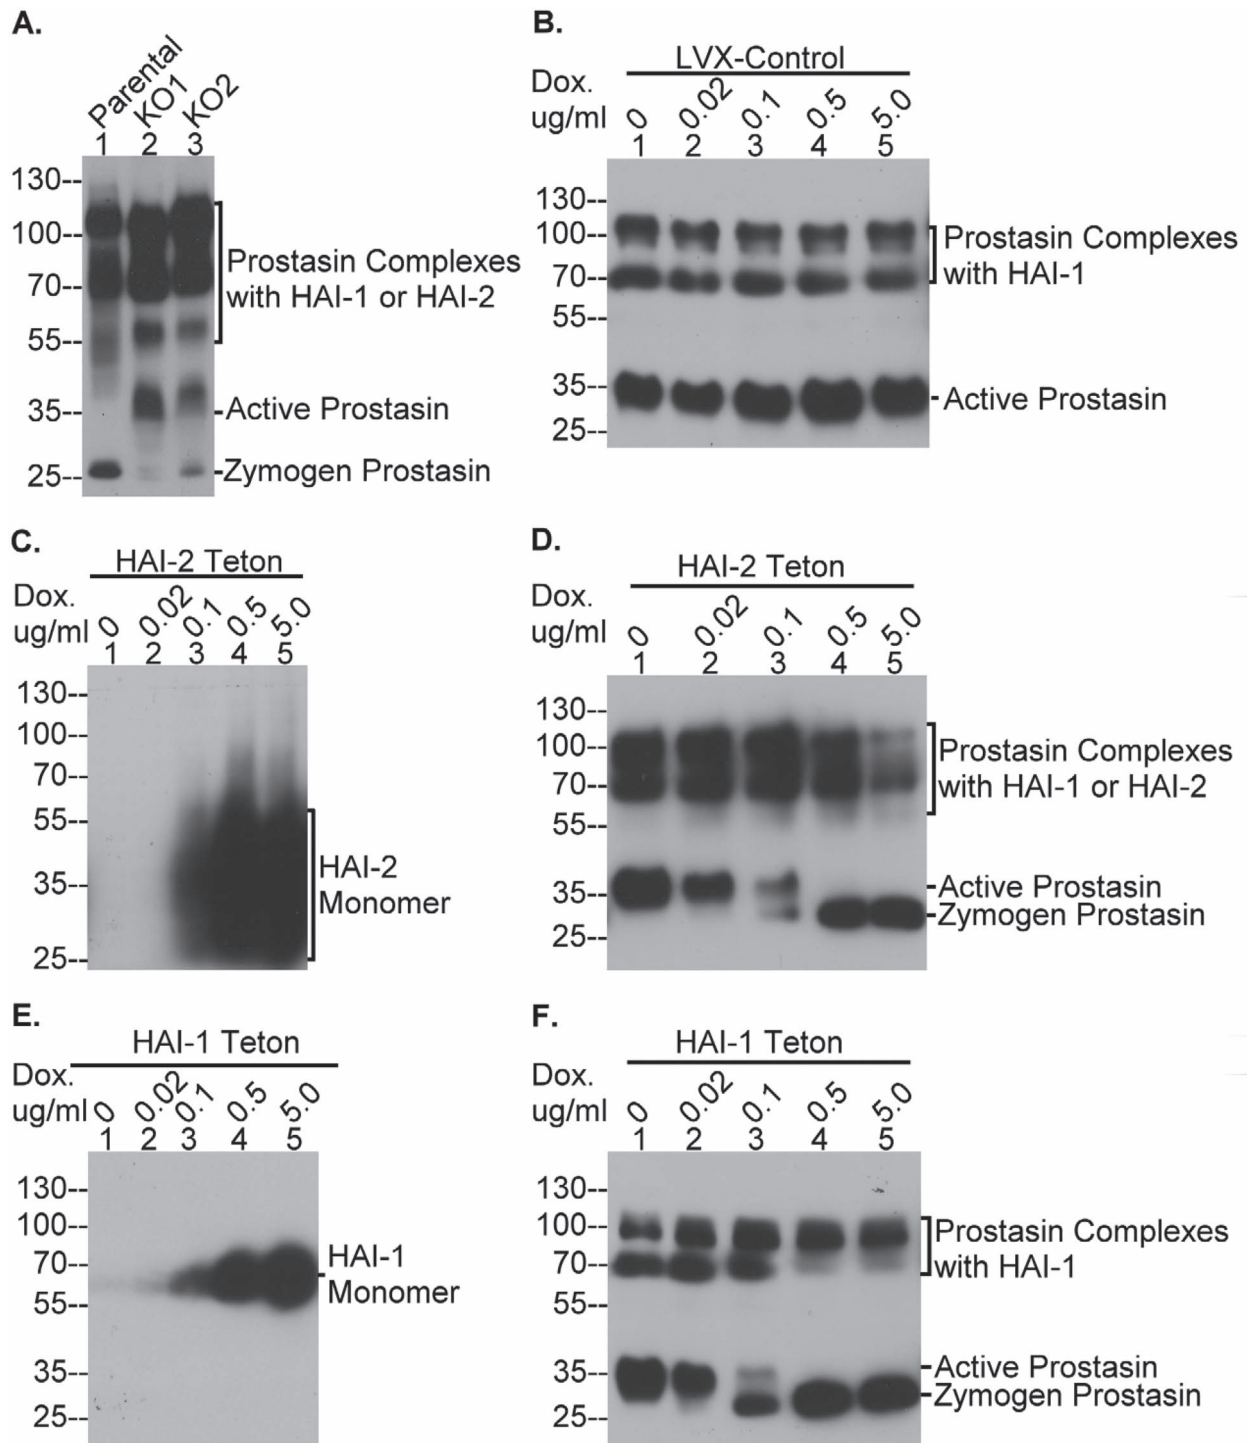 A.
Parental
KO1
KO2
1 2 3
130--
100--
70--
55--
35--
25--
Prostasin Complexes
with HAI-1 or HAI-2
-Active Prostasin
-Zymogen Prostasin
B.
LVX-Control
Dox.
ug/ml 0 0.02 0.1 0.5 5.0
1 2 3 4 5
130--
100--
70--
55--
35--
25--
Prostasin Complexes
with HAI-1
-Active Prostasin
C.
HAI-2 Teton
Dox.
ug/ml 0 0.02 0.1 0.5 5.0
1 2 3 4 5
130--
100--
70--
55--
35--
25--
HAI-2
Monomer
D.
HAI-2 Teton
Dox.
ug/ml 0 0.02 0.1 0.5 5.0
1 2 3 4 5
130--
100--
70--
55--
35--
25--
Prostasin Complexes
with HAI-1 or HAI-2
-Active Prostasin
-Zymogen Prostasin
E.
HAI-1 Teton
Dox.
ug/ml 0 0.02 0.1 0.5 5.0
1 2 3 4 5
130--
100--
70--
55--
35--
25--
HAI-1
Monomer
F.
HAI-1 Teton
Dox.
ug/ml 0 0.02 0.1 0.5 5.0
1 2 3 4 5
130--
100--
70--
55--
35--
25--
Prostasin Complexes
with HAI-1
-Active Prostasin
-Zymogen Prostasin